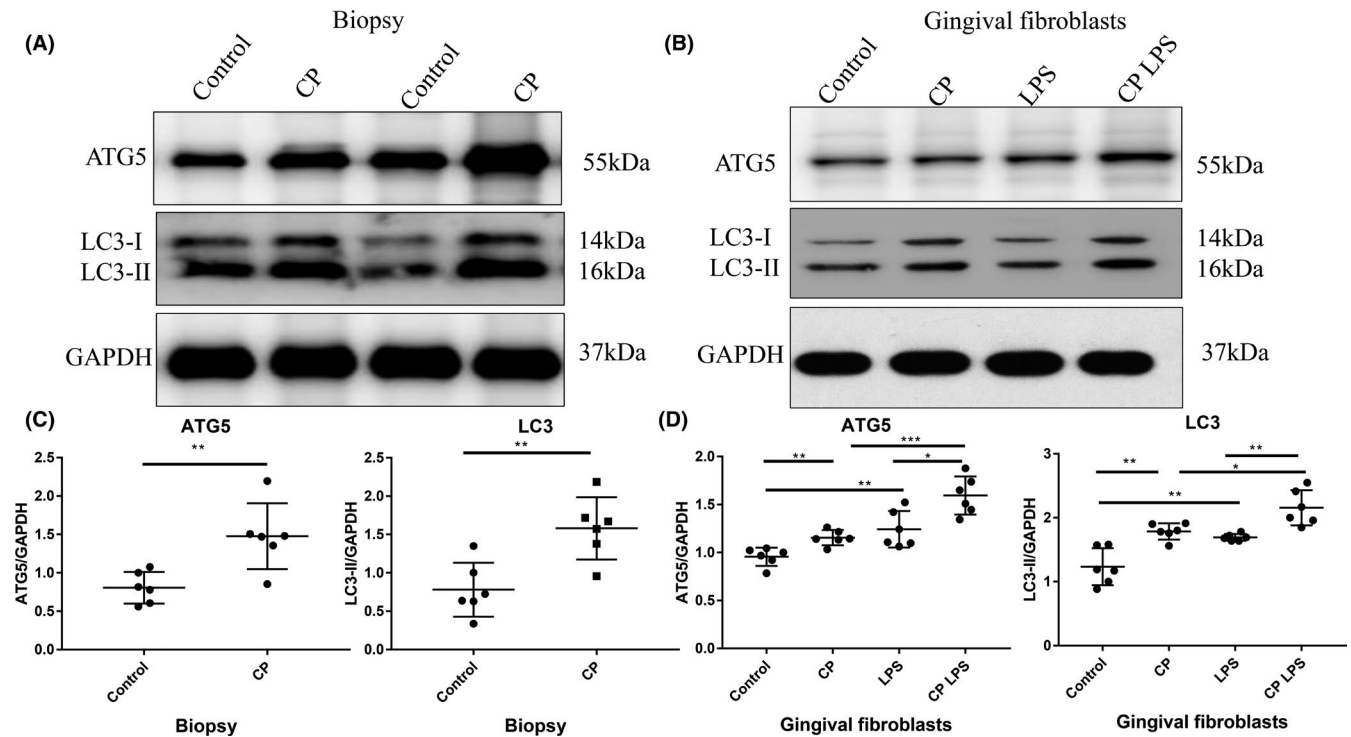 (A)
Biopsy
Control CP Control CP
ATG5 55kDa
LC3-I 14kDa
LC3-II 16kDa
GAPDH 37kDa
(B)
Gingival fibroblasts
Control CP LPS CP LPS
ATG5 55kDa
LC3-I 14kDa
LC3-II 16kDa
GAPDH 37kDa
(C)
ATG5
**
ATG5/GAPDH
2.5
2.0
1.5
1.0
0.5
0.0
Control CP
Biopsy
LC3
**
LC3-II/GAPDH
2.5
2.0
1.5
1.0
0.5
0.0
Control CP
Biopsy
(D)
ATG5
***
** *
**
ATG5/GAPDH
2.0
1.5
1.0
0.5
0.0
Control CP LPS CP LPS
Gingival fibroblasts
LC3
**
** *
**
LC3-II/GAPDH
3
2
1
0
Control CP LPS CP LPS
Gingival fibroblasts